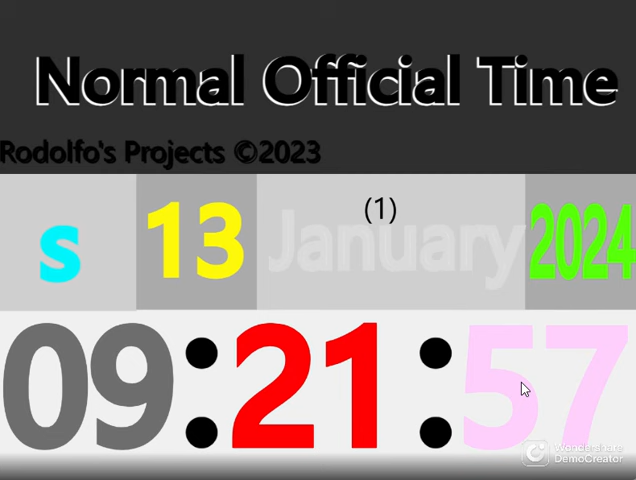 Normal Official Time
Rodolfo's Projects ©2023
s 13 January (1) 2024
09:21:57
Wondershare
DemoCreator